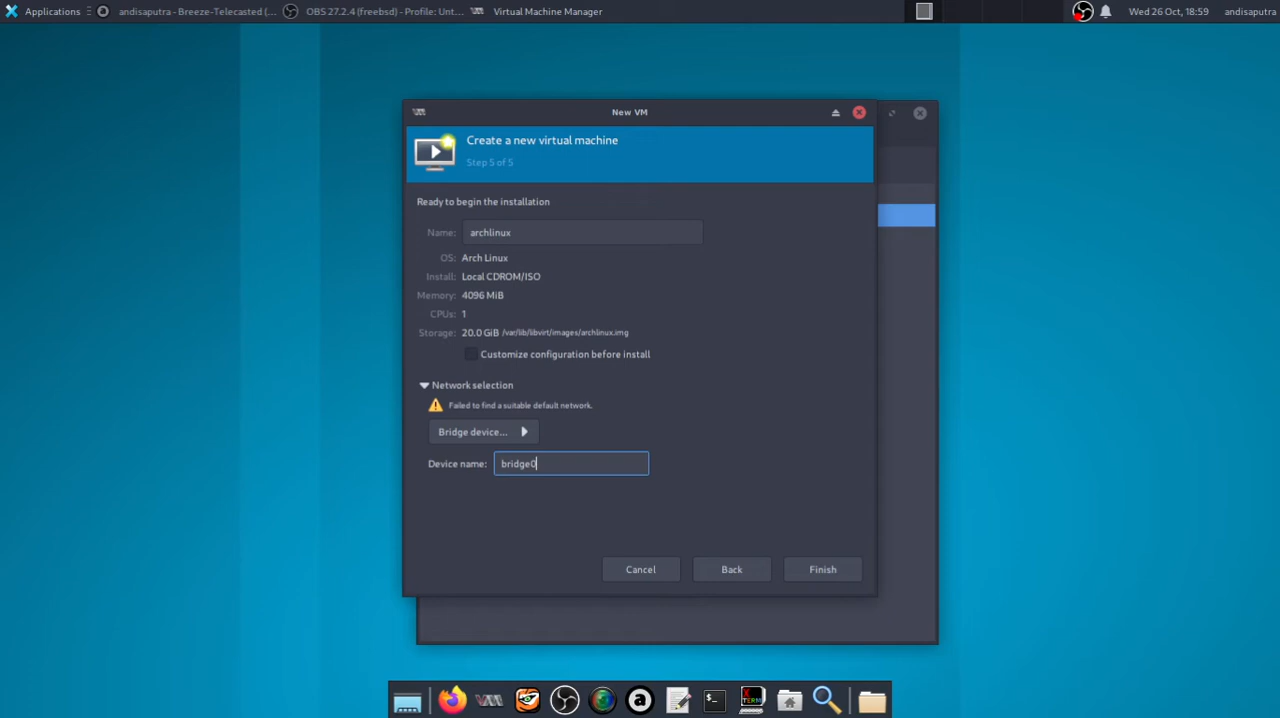 Applications andisaputra - Breeze-Telecasted (... OBS 27.2.4 (freebsd) - Profile: Unt... Virtual Machine Manager Wed 26 Oct, 18:59 andisaputra
New VM
Create a new virtual machine
Step 5 of 5
Ready to begin the installation
Name: archlinux
OS: Arch Linux
Install: Local CDROM/ISO
Memory: 4096 MiB
CPUs: 1
Storage: 20.0 GiB /var/lib/libvirt/images/archlinux.img
Customize configuration before install
Network selection
Failed to find a suitable default network.
Bridge device...
Device name: bridge0
Cancel Back Finish
TERM